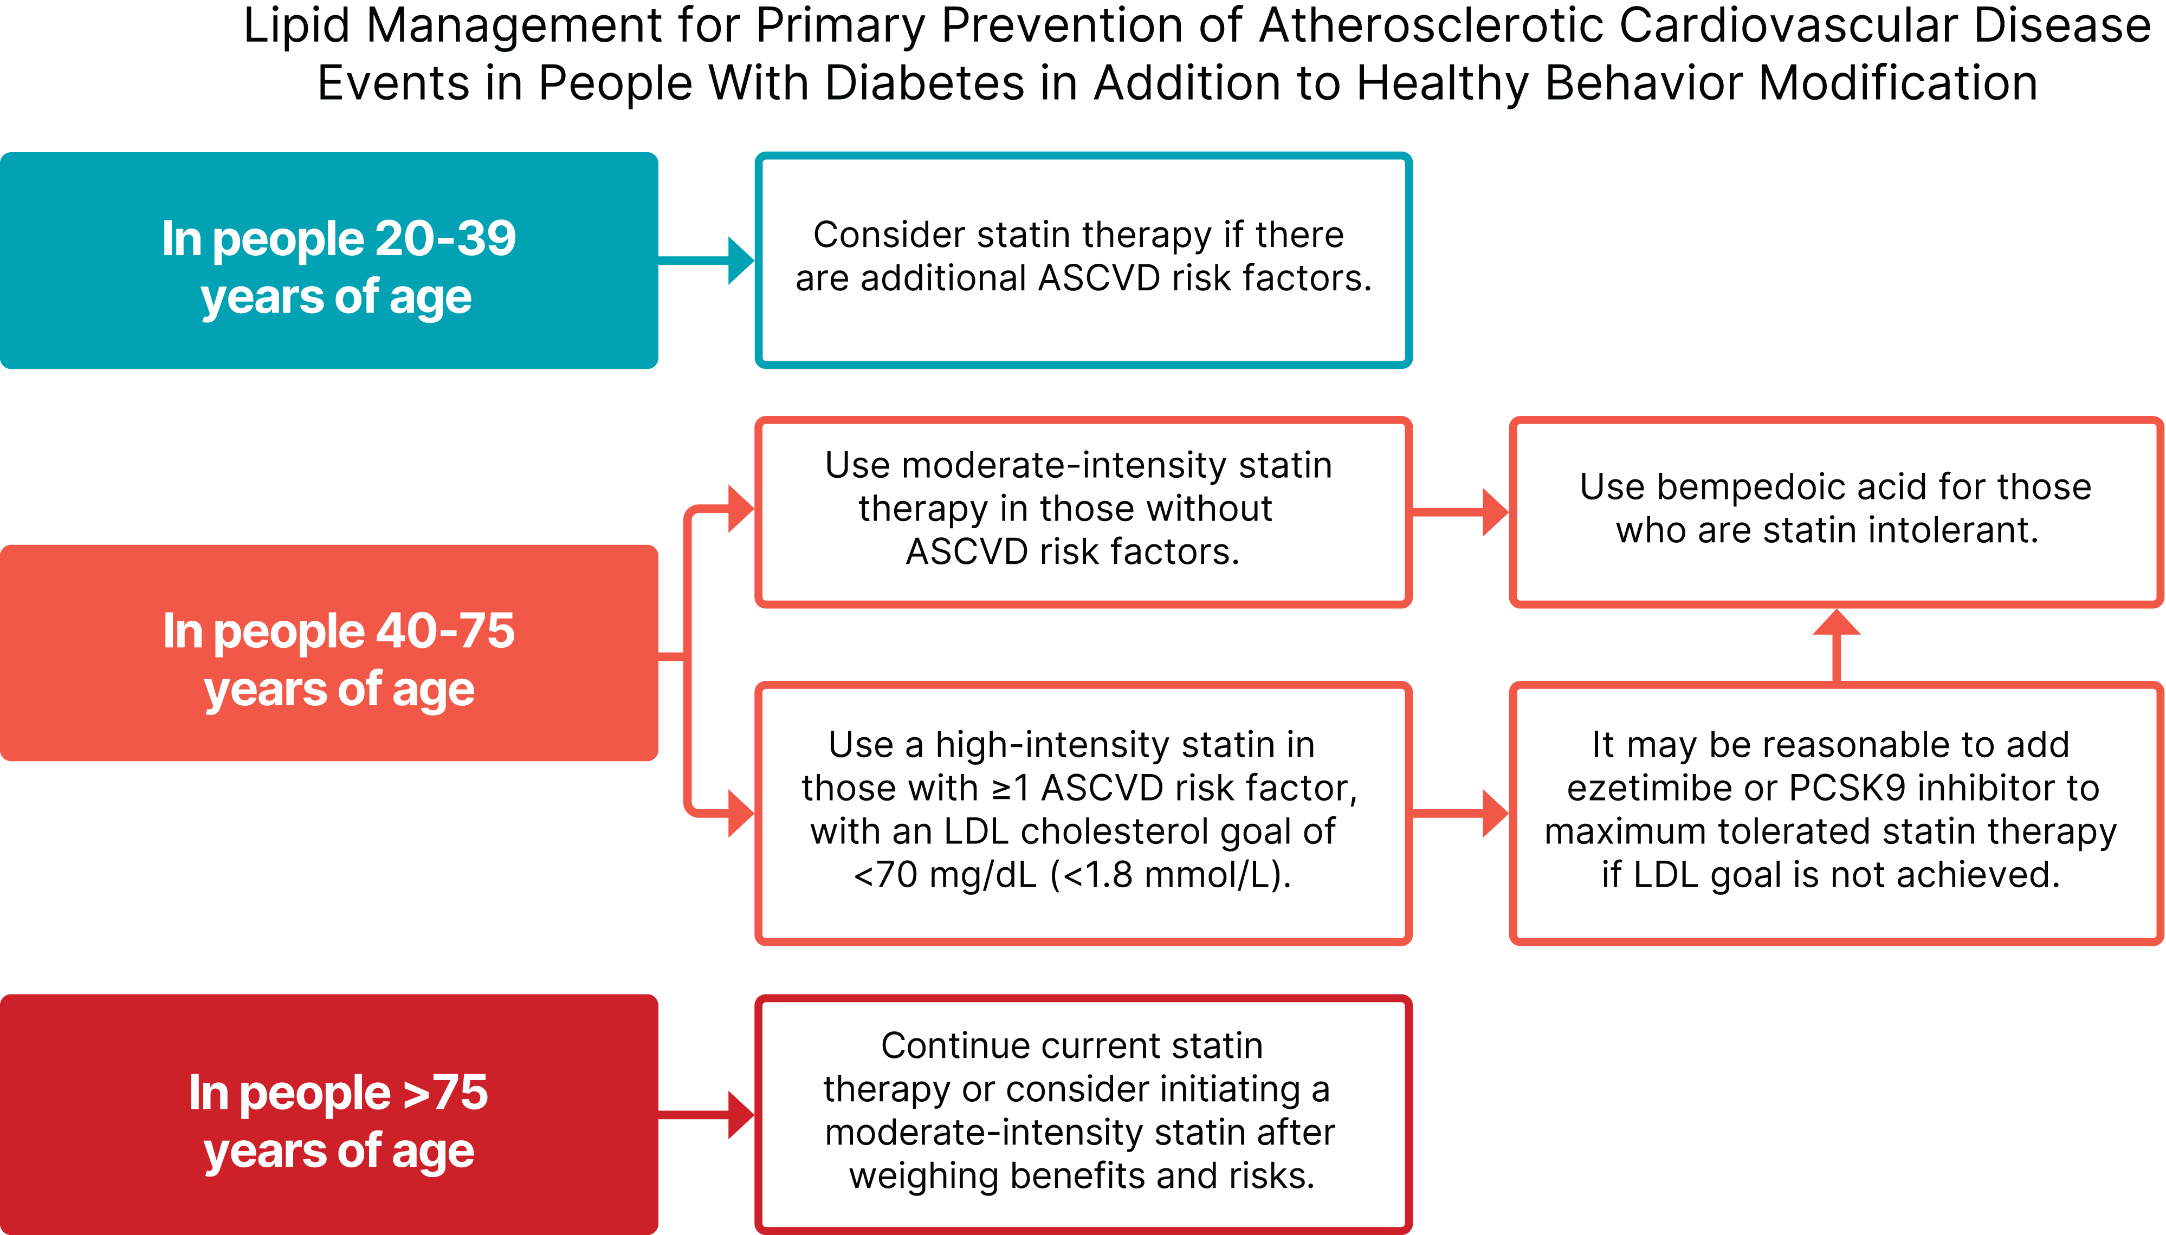 Lipid Management for Primary Prevention of Atherosclerotic Cardiovascular Disease
Events in People With Diabetes in Addition to Healthy Behavior Modification
In people 20-39
years of age
Consider statin therapy if there
are additional ASCVD risk factors.
In people 40-75
years of age
Use moderate-intensity statin
therapy in those without
ASCVD risk factors.
Use bempedoic acid for those
who are statin intolerant.
Use a high-intensity statin in
those with ≥1 ASCVD risk factor,
with an LDL cholesterol goal of
<70 mg/dL (<1.8 mmol/L).
It may be reasonable to add
ezetimibe or PCSK9 inhibitor to
maximum tolerated statin therapy
if LDL goal is not achieved.
In people >75
years of age
Continue current statin
therapy or consider initiating a
moderate-intensity statin after
weighing benefits and risks.